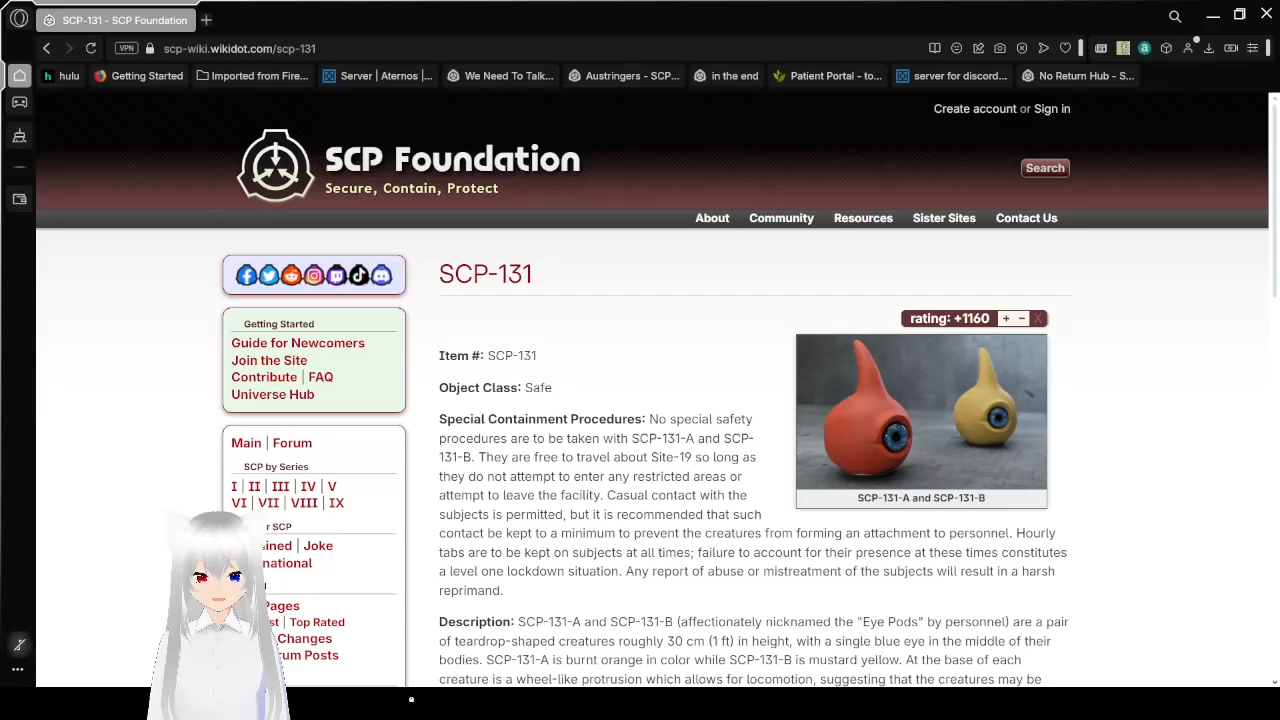 SCP-131 - SCP Foundation
VPN scp-wiki.wikidot.com/scp-131
hulu Getting Started Imported from Fire... Server | Aternos |... We Need To Talk... Austringers - SCP... in the end Patient Portal - to... server for discord... No Return Hub - S...
Create account or Sign in
SCP Foundation
Secure, Contain, Protect
Search
About Community Resources Sister Sites Contact Us
SCP-131
rating: +1160 + − X
Item #: SCP-131
Object Class: Safe
Special Containment Procedures: No special safety
procedures are to be taken with SCP-131-A and SCP-
131-B. They are free to travel about Site-19 so long as
they do not attempt to enter any restricted areas or
attempt to leave the facility. Casual contact with the
subjects is permitted, but it is recommended that such
contact be kept to a minimum to prevent the creatures from forming an attachment to personnel. Hourly
tabs are to be kept on subjects at all times; failure to account for their presence at these times constitutes
a level one lockdown situation. Any report of abuse or mistreatment of the subjects will result in a harsh
reprimand.
SCP-131-A and SCP-131-B
Description: SCP-131-A and SCP-131-B (affectionately nicknamed the "Eye Pods" by personnel) are a pair
of teardrop-shaped creatures roughly 30 cm (1 ft) in height, with a single blue eye in the middle of their
bodies. SCP-131-A is burnt orange in color while SCP-131-B is mustard yellow. At the base of each
creature is a wheel-like protrusion which allows for locomotion, suggesting that the creatures may be
Getting Started
Guide for Newcomers
Join the Site
Contribute | FAQ
Universe Hub
Main | Forum
SCP by Series
I | II | III | IV | V
VI | VII | VIII | IX
r SCP
ained | Joke
national
Pages
st | Top Rated
Changes
rum Posts